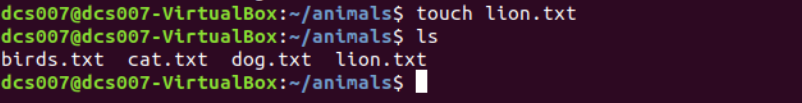 dcs007@dcs007-VirtualBox:~/animals$ touch lion.txt
dcs007@dcs007-VirtualBox:~/animals$ ls
birds.txt  cat.txt  dog.txt  lion.txt
dcs007@dcs007-VirtualBox:~/animals$